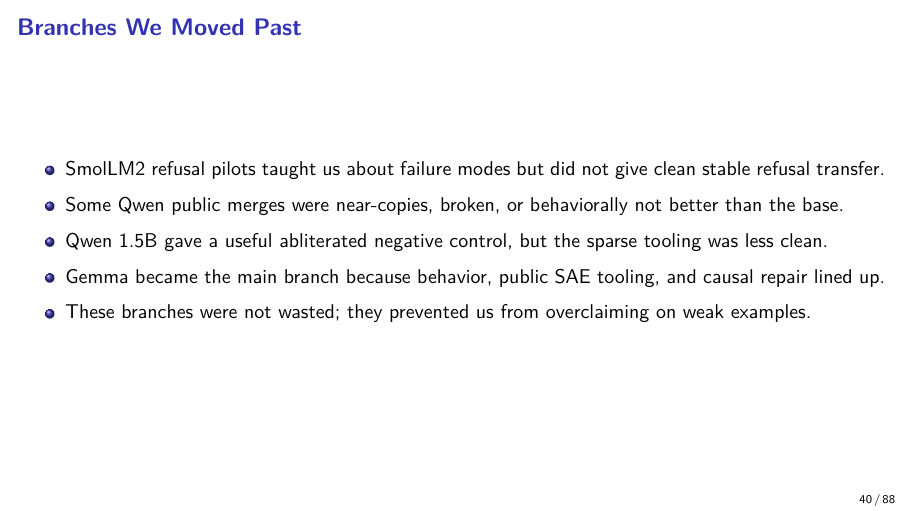 Branches We Moved Past
SmolLM2 refusal pilots taught us about failure modes but did not give clean stable refusal transfer.
Some Qwen public merges were near-copies, broken, or behaviorally not better than the base.
Qwen 1.5B gave a useful abliterated negative control, but the sparse tooling was less clean.
Gemma became the main branch because behavior, public SAE tooling, and causal repair lined up.
These branches were not wasted; they prevented us from overclaiming on weak examples.
40 / 88